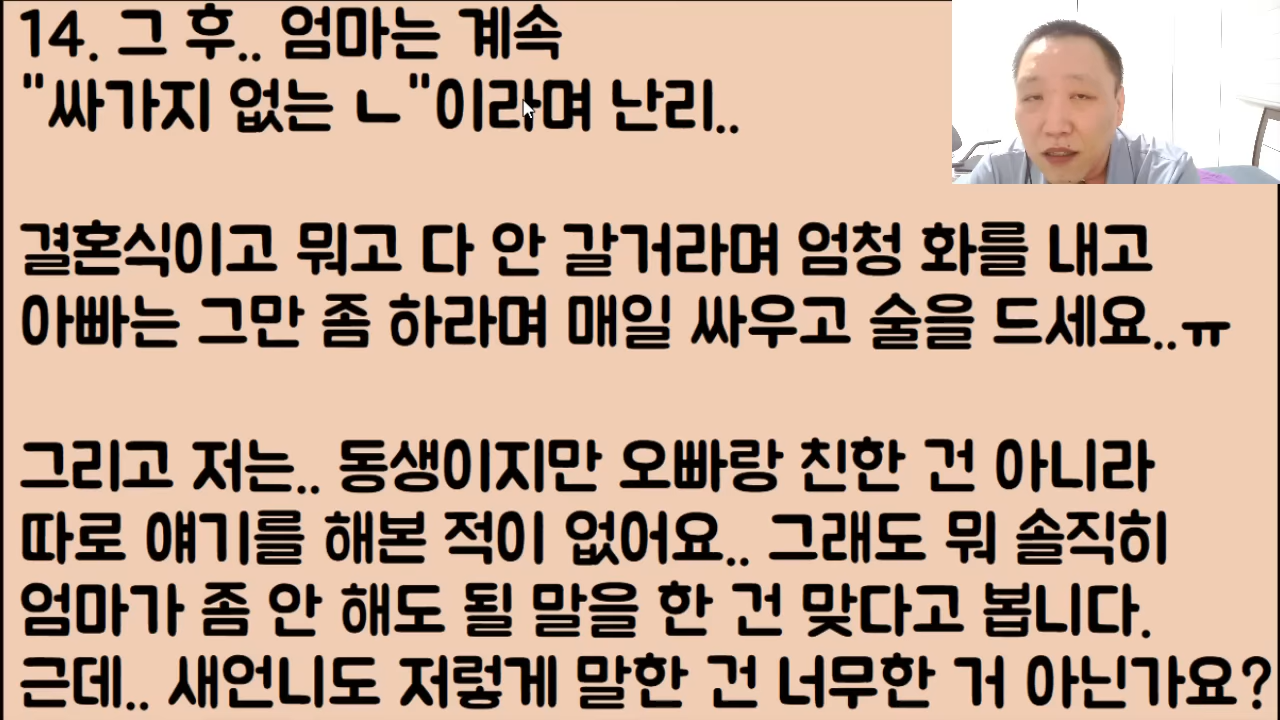 14. 그 후.. 엄마는 계속
"싸가지 없는 ㄴ"이라며 난리..
결혼식이고 뭐고 다 안 갈거라며 엄청 화를 내고
아빠는 그만 좀 하라며 매일 싸우고 술을 드세요..ㅠ
그리고 저는.. 동생이지만 오빠랑 친한 건 아니라
따로 얘기를 해본 적이 없어요.. 그래도 뭐 솔직히
엄마가 좀 안 해도 될 말을 한 건 맞다고 봅니다.
근데.. 새언니도 저렇게 말한 건 너무한 거 아닌가요?